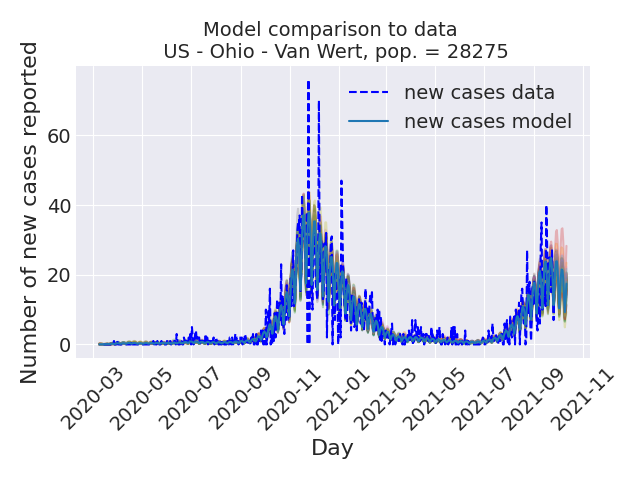 Model comparison to data
US - Ohio - Van Wert, pop. = 28275
new cases data
new cases model
Number of new cases reported
60
40
20
0
2020-03
2020-05
2020-07
2020-09
2020-11
2021-01
2021-03
2021-05
2021-07
2021-09
2021-11
Day